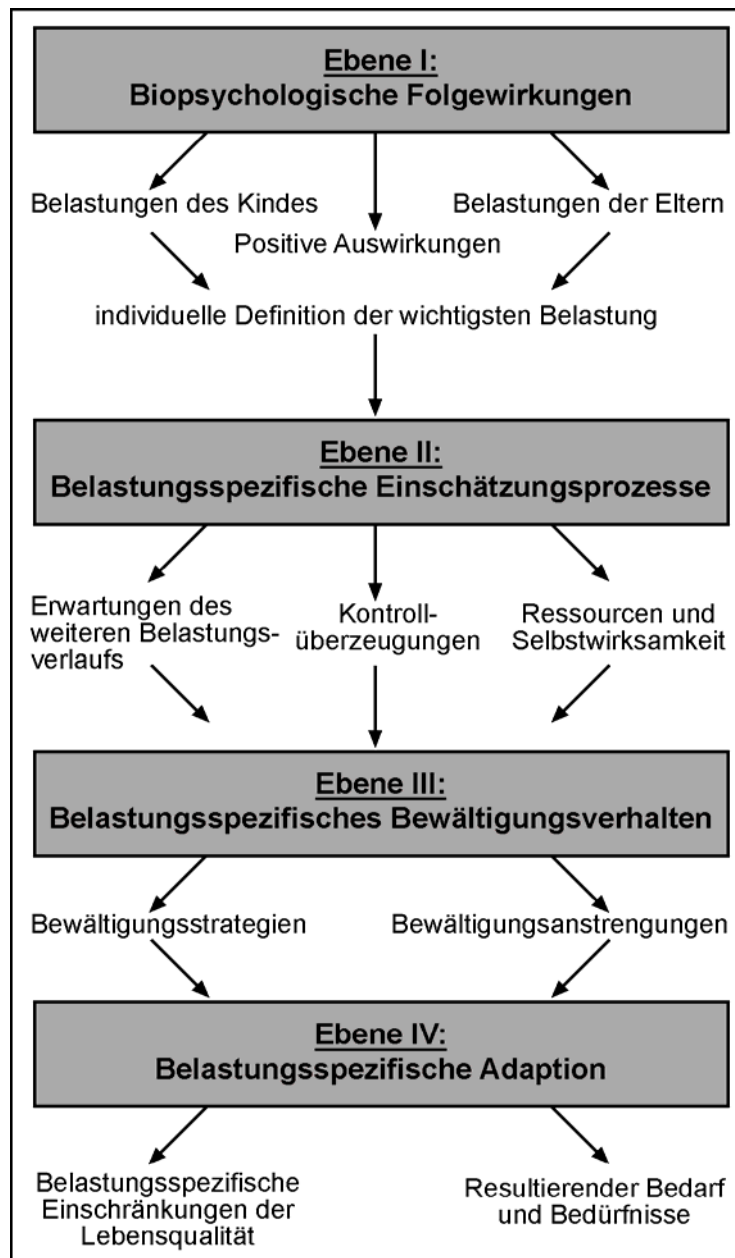 Ebene I:
Biopsychologische Folgewirkungen
Belastungen des Kindes
Positive Auswirkungen
Belastungen der Eltern
individuelle Definition der wichtigsten Belastung
Ebene II:
Belastungsspezifische Einschätzungsprozesse
Erwartungen des
weiteren Belastungs-
verlaufs
Kontroll-
überzeugungen
Ressourcen und
Selbstwirksamkeit
Ebene III:
Belastungsspezifisches Bewältigungsverhalten
Bewältigungsstrategien
Bewältigungsanstrengungen
Ebene IV:
Belastungsspezifische Adaption
Belastungsspezifische
Einschränkungen der
Lebensqualität
Resultierender Bedarf
und Bedürfnisse